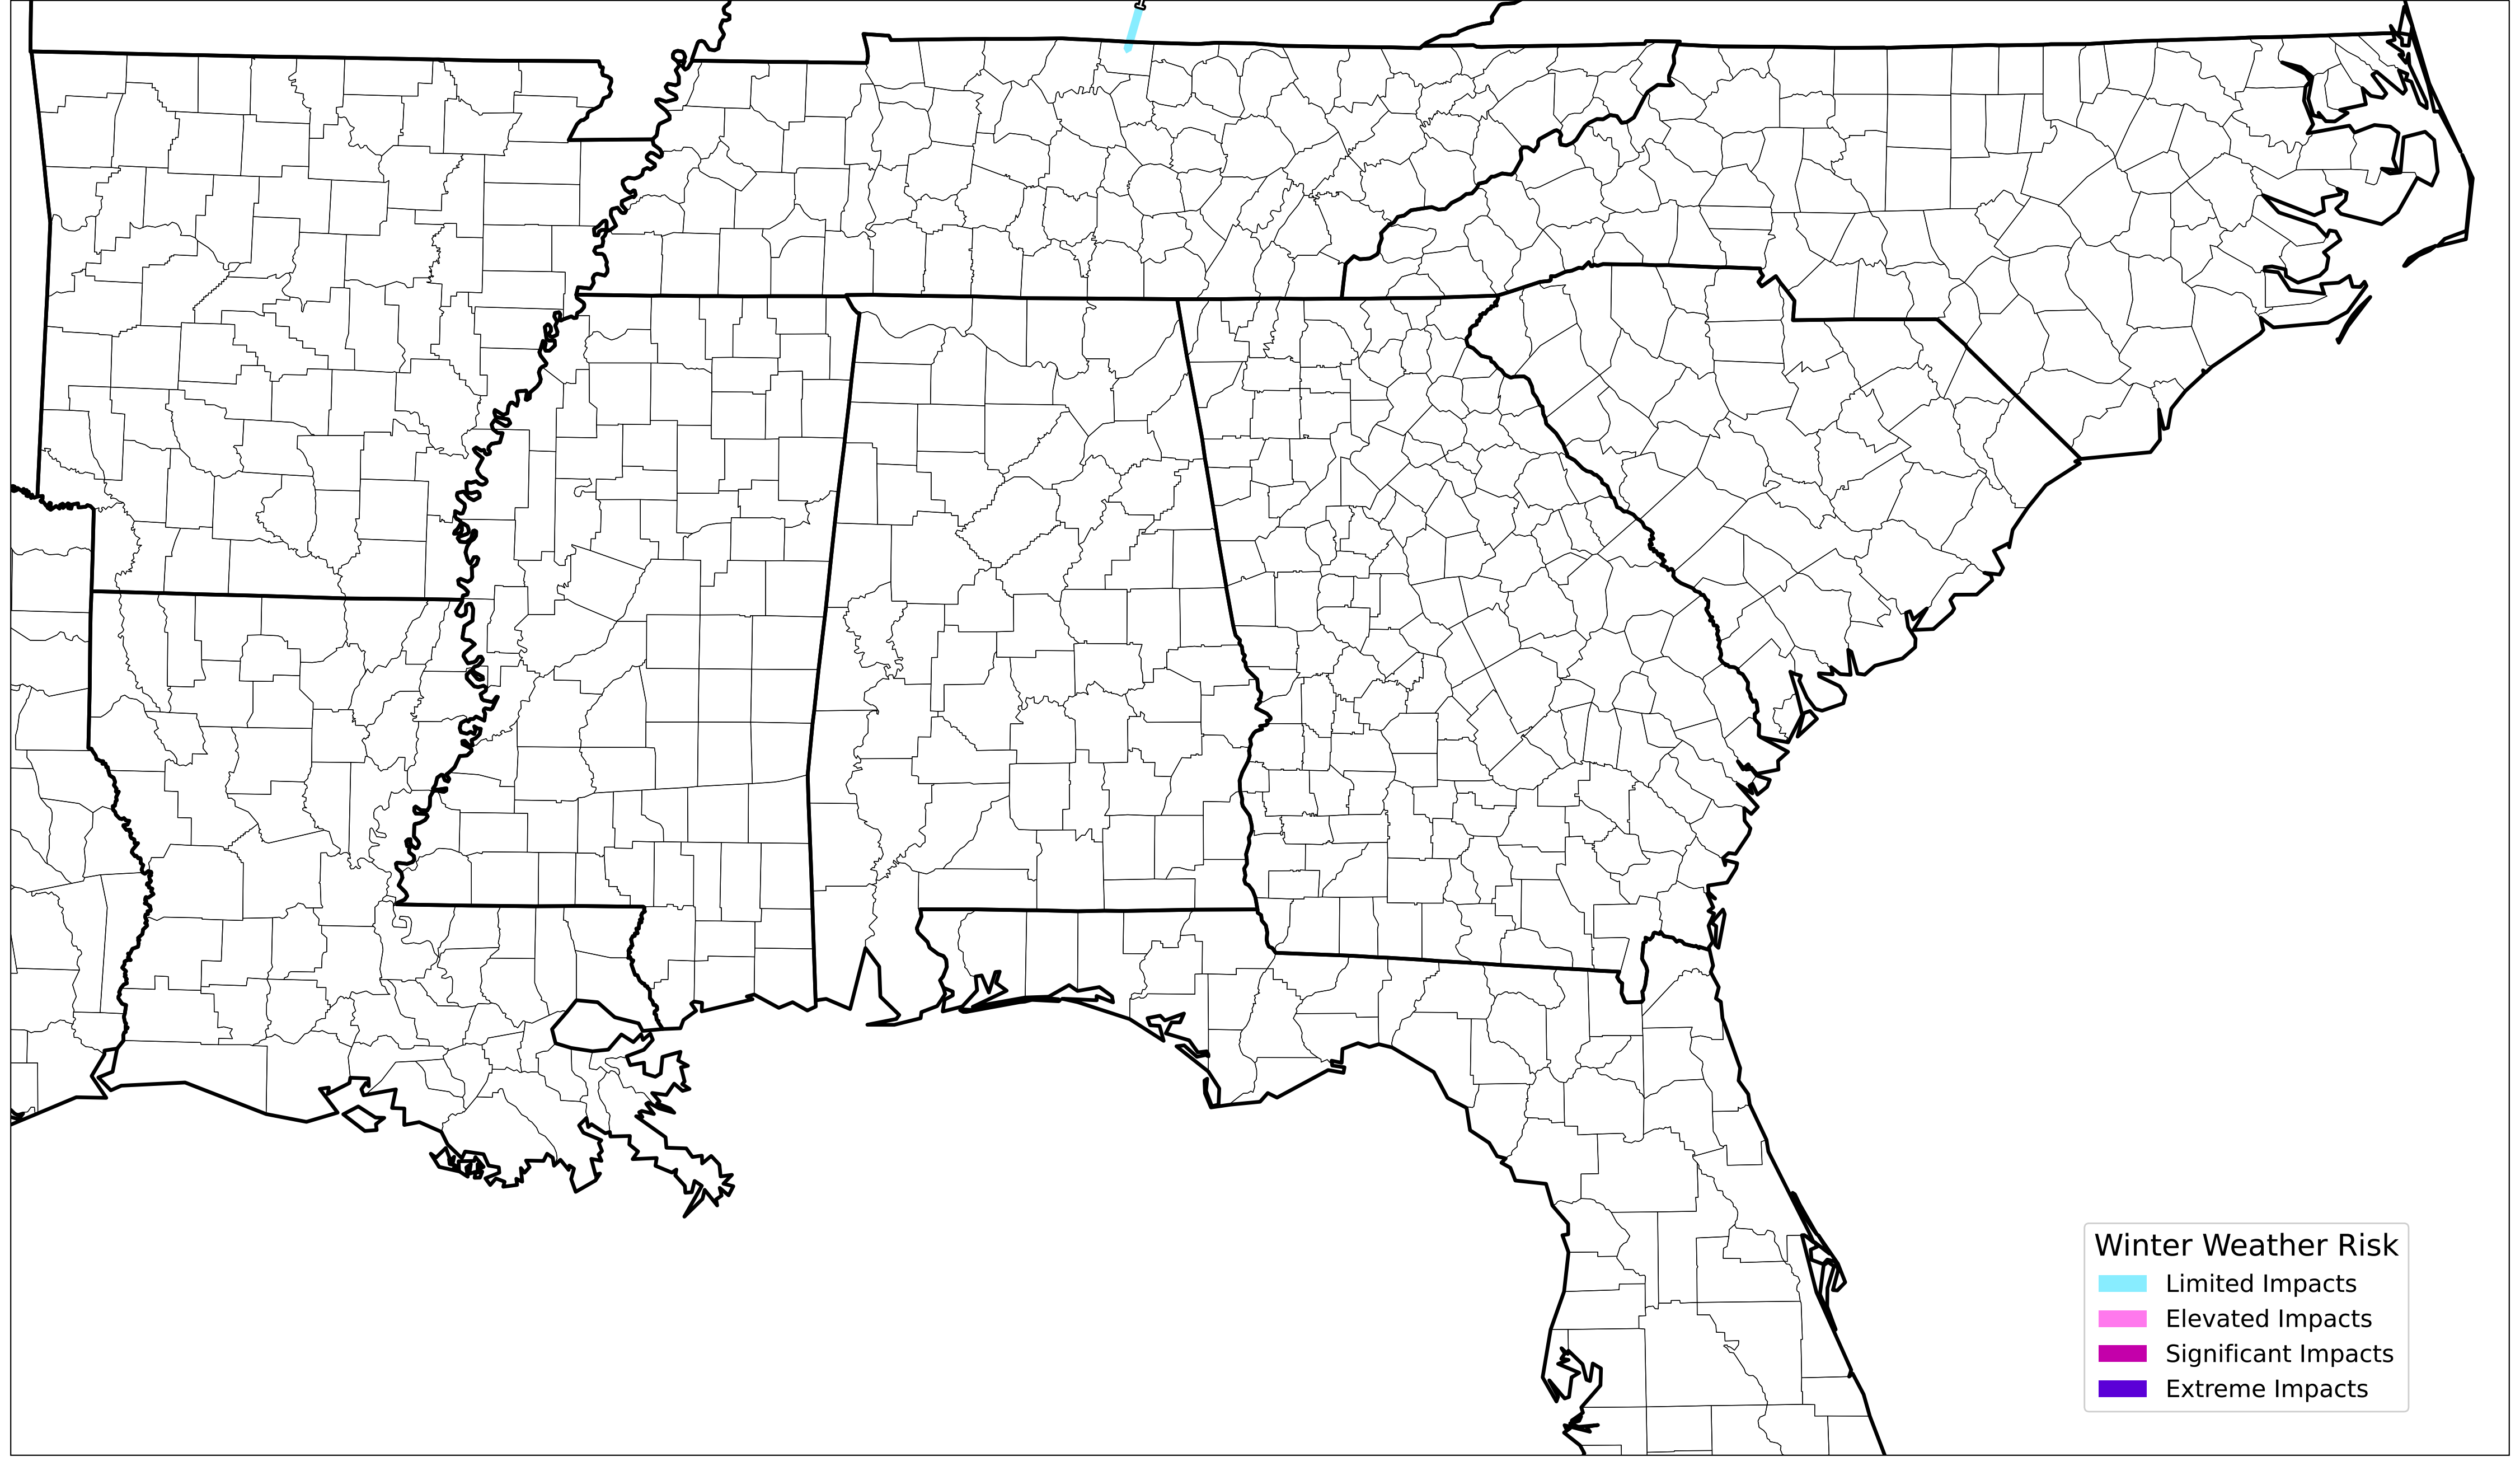 Winter Weather Risk
Limited Impacts
Elevated Impacts
Significant Impacts
Extreme Impacts